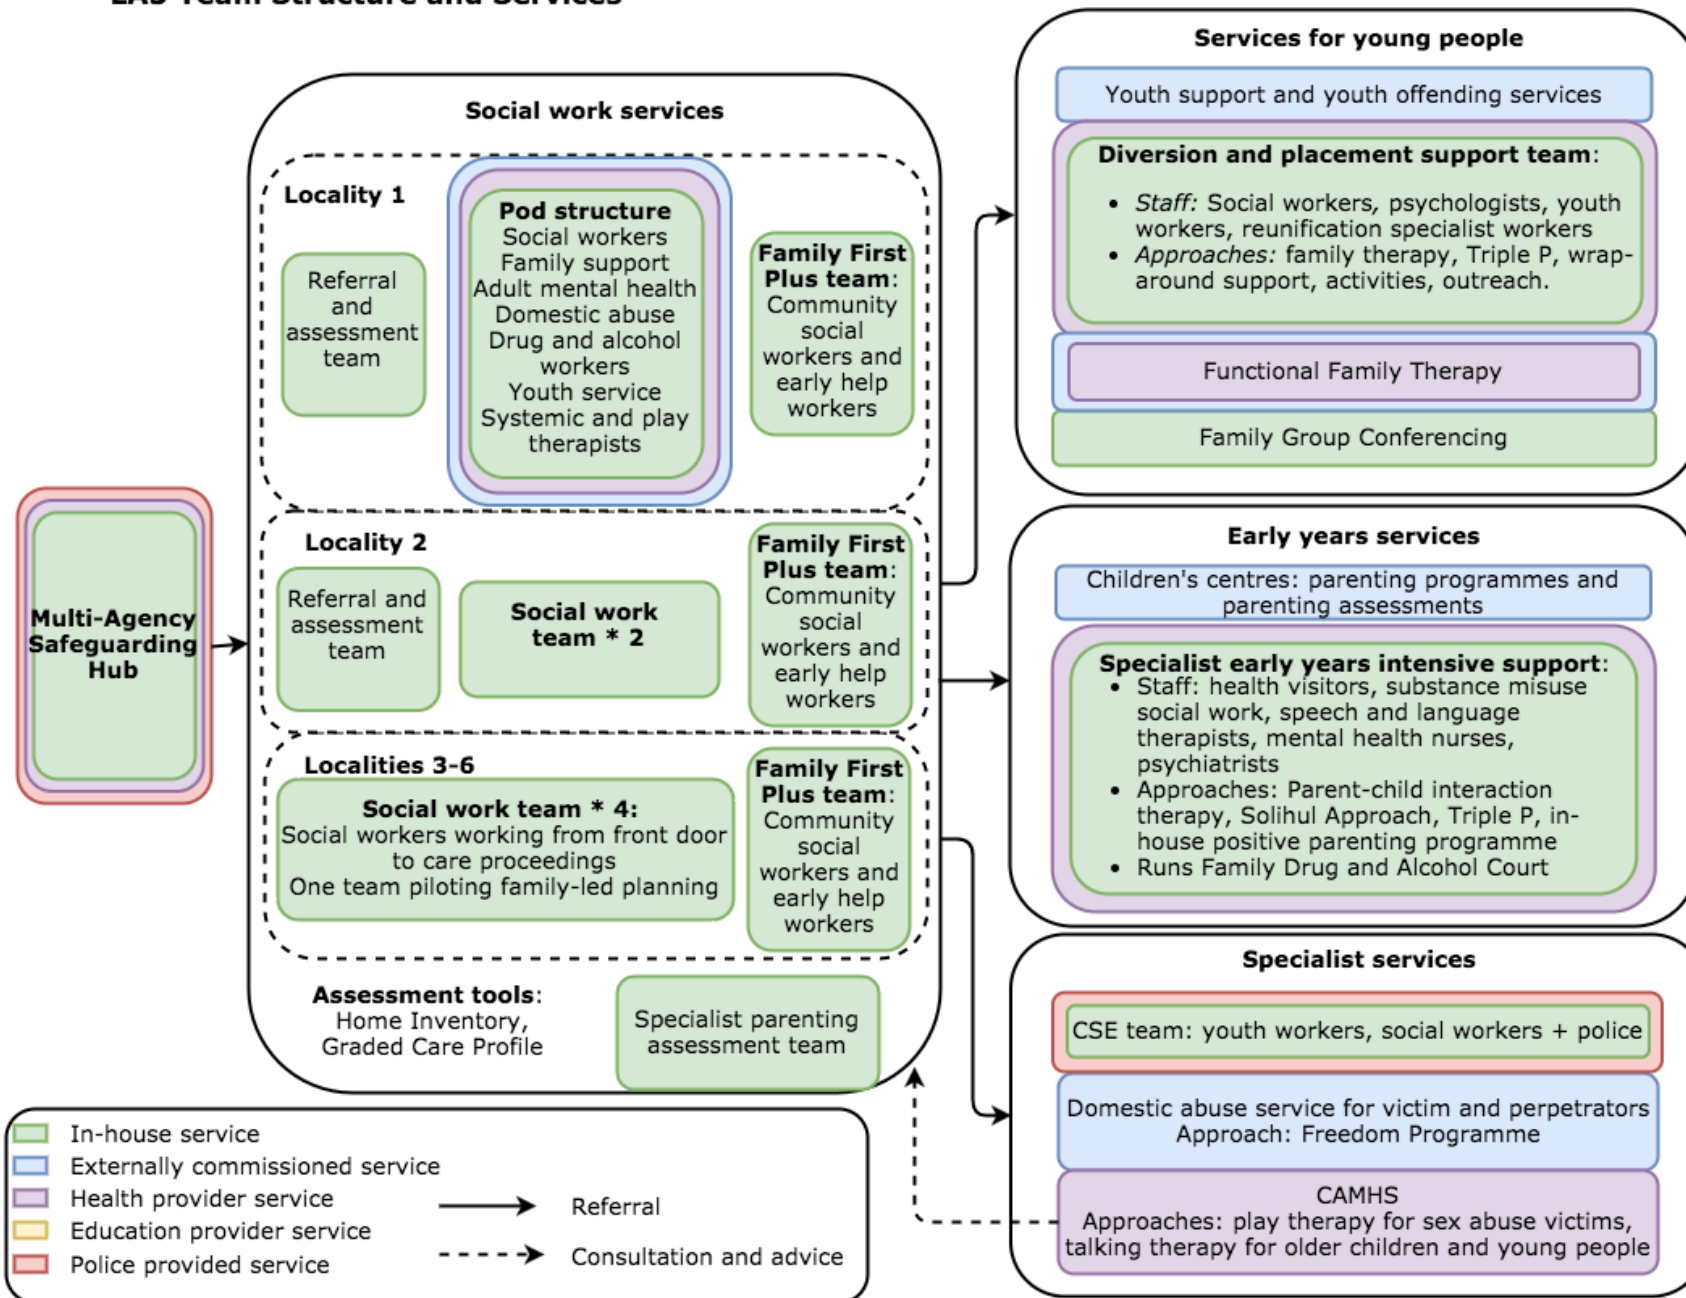 LA5 Team Structure and Services
Social work services
Locality 1
Referral
and
assessment
team
Pod structure
Social workers
Family support
Adult mental health
Domestic abuse
Drug and alcohol
workers
Youth service
Systemic and play
therapists
Family First
Plus team:
Community
social
workers and
early help
workers
Multi-Agency
Safeguarding
Hub
Locality 2
Referral and
assessment
team
Social work
team * 2
Family First
Plus team:
Community
social
workers and
early help
workers
Localities 3-6
Social work team * 4:
Social workers working from front door
to care proceedings
One team piloting family-led planning
Family First
Plus team:
Community
social
workers and
early help
workers
Assessment tools:
Home Inventory,
Graded Care Profile
Specialist parenting
assessment team
Services for young people
Youth support and youth offending services
Diversion and placement support team:
• Staff: Social workers, psychologists, youth
workers, reunification specialist workers
• Approaches: family therapy, Triple P, wrap-
around support, activities, outreach.
Functional Family Therapy
Family Group Conferencing
Early years services
Children's centres: parenting programmes and
parenting assessments
Specialist early years intensive support:
• Staff: health visitors, substance misuse
social work, speech and language
therapists, mental health nurses,
psychiatrists
• Approaches: Parent-child interaction
therapy, Solihul Approach, Triple P, in-
house positive parenting programme
• Runs Family Drug and Alcohol Court
Specialist services
CSE team: youth workers, social workers + police
Domestic abuse service for victim and perpetrators
Approach: Freedom Programme
CAMHS
Approaches: play therapy for sex abuse victims,
talking therapy for older children and young people
In-house service
Externally commissioned service
Health provider service
Education provider service
Police provided service
Referral
Consultation and advice